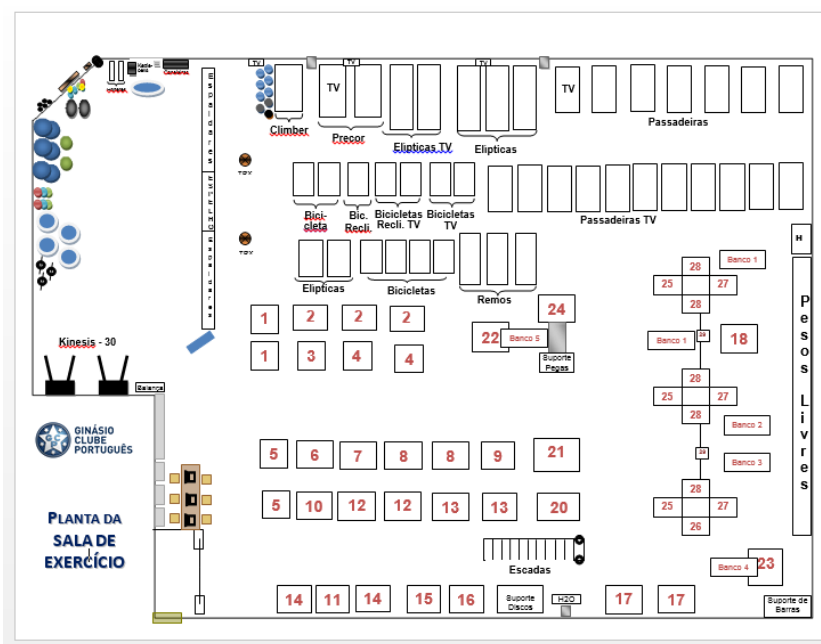 TV
TV
TV
Espaldares
TV
TV
Climber
Precor
Elipticas TV
Elipticas
Passadeiras
TRX
ESPELHO
Bici-
cleta
Bic.
Recli.
Bicicletas
Recli. TV
Bicicletas
TV
Passadeiras TV
TRX
Espaldares
H
Elipticas
Bicicletas
Remos
28
Banco 1
25
27
28
Pesos Livres
1
2
2
2
24
22
Banco 5
Banco 1
18
Kinesis - 30
1
3
4
4
Suporte
Pegas
28
25
27
28
Balança
Banco 2
GINÁSIO
CLUBE
PORTUGUÊS
5
6
7
8
8
9
21
Banco 3
28
25
27
26
5
10
12
12
13
13
20
PLANTA DA
SALA DE
EXERCÍCIO
Escadas
Banco 4
23
14
11
14
15
16
Suporte
Discos
H2O
17
17
Suporte de
Barras